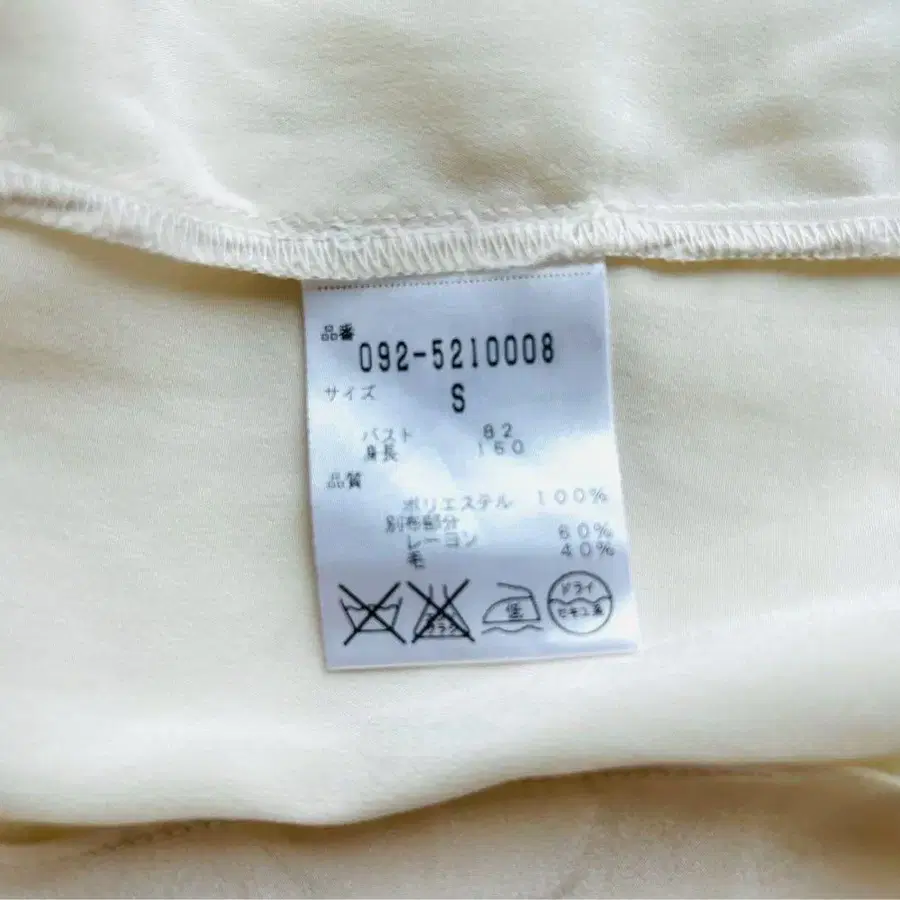 品番
092-5210008
サイズ S
バスト 82
身長 150
品質
ポリエステル 100%
別布部分
レーヨン 60%
毛 40%
低
ドライ
セキユ系